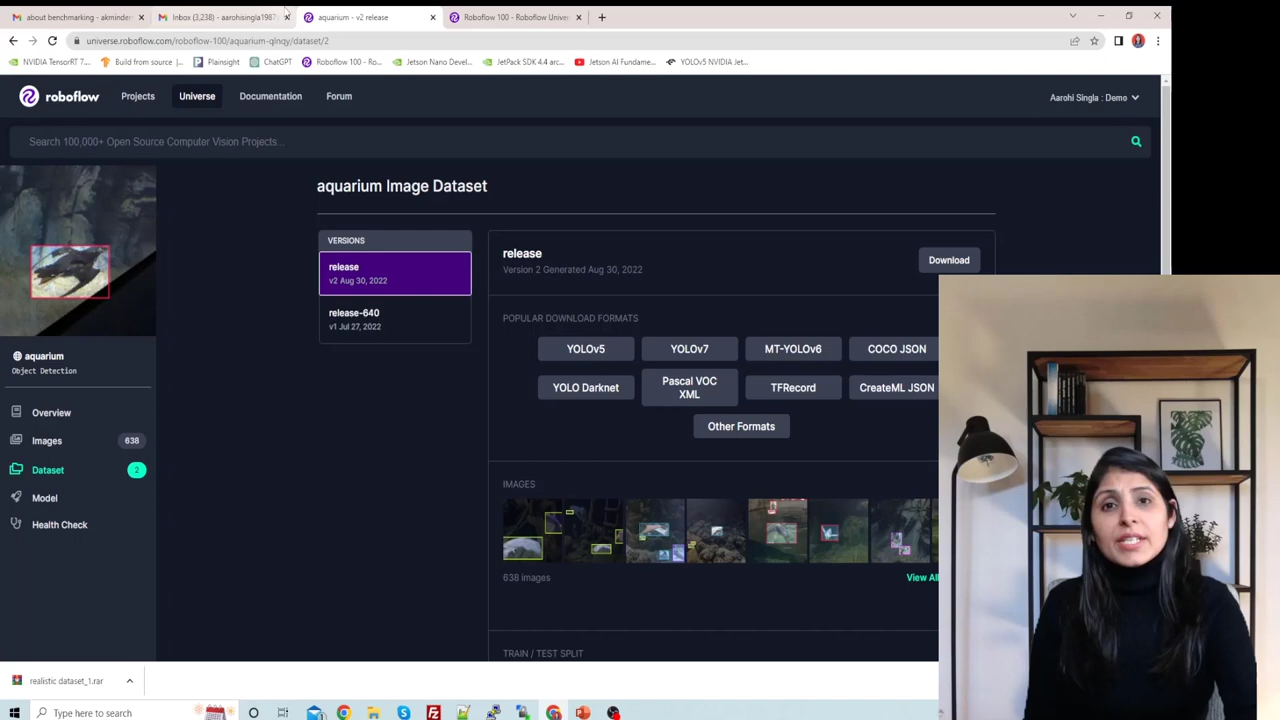 about benchmarking - akminder
Inbox (3,238) - aarohisingla1987
aquarium - v2 release
Roboflow 100 - Roboflow Univers
universe.roboflow.com/roboflow-100/aquarium-qlnqy/dataset/2
NVIDIA TensorRT 7....
Build from source |...
Plainsight
ChatGPT
Roboflow 100 - Ro...
Jetson Nano Devel...
JetPack SDK 4.4 arc...
Jetson AI Fundame...
YOLOv5 NVIDIA Jet...
roboflow
Projects
Universe
Documentation
Forum
Aarohi Singla : Demo
Search 100,000+ Open Source Computer Vision Projects...
aquarium Image Dataset
VERSIONS
release
v2 Aug 30, 2022
release-640
v1 Jul 27, 2022
release
Version 2 Generated Aug 30, 2022
Download
POPULAR DOWNLOAD FORMATS
YOLOv5
YOLOv7
MT-YOLOv6
COCO JSON
YOLO Darknet
Pascal VOC
XML
TFRecord
CreateML JSON
Other Formats
IMAGES
638 images
View All
TRAIN / TEST SPLIT
aquarium
Object Detection
Overview
Images
638
Dataset
2
Model
Health Check
realistic dataset_1.rar
Type here to search